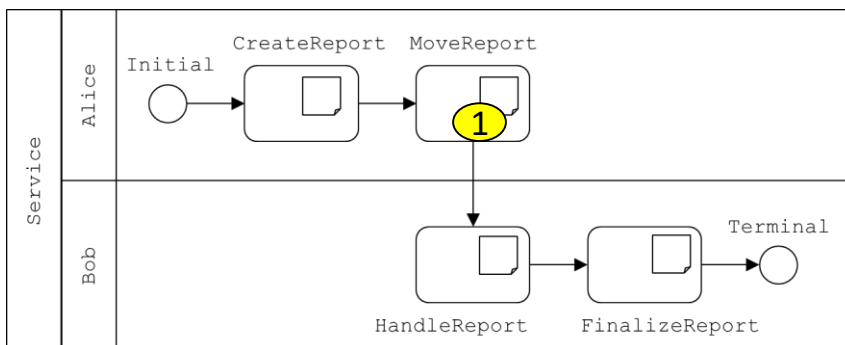 Service
Alice
Initial
CreateReport
MoveReport
1
Bob
HandleReport
FinalizeReport
Terminal